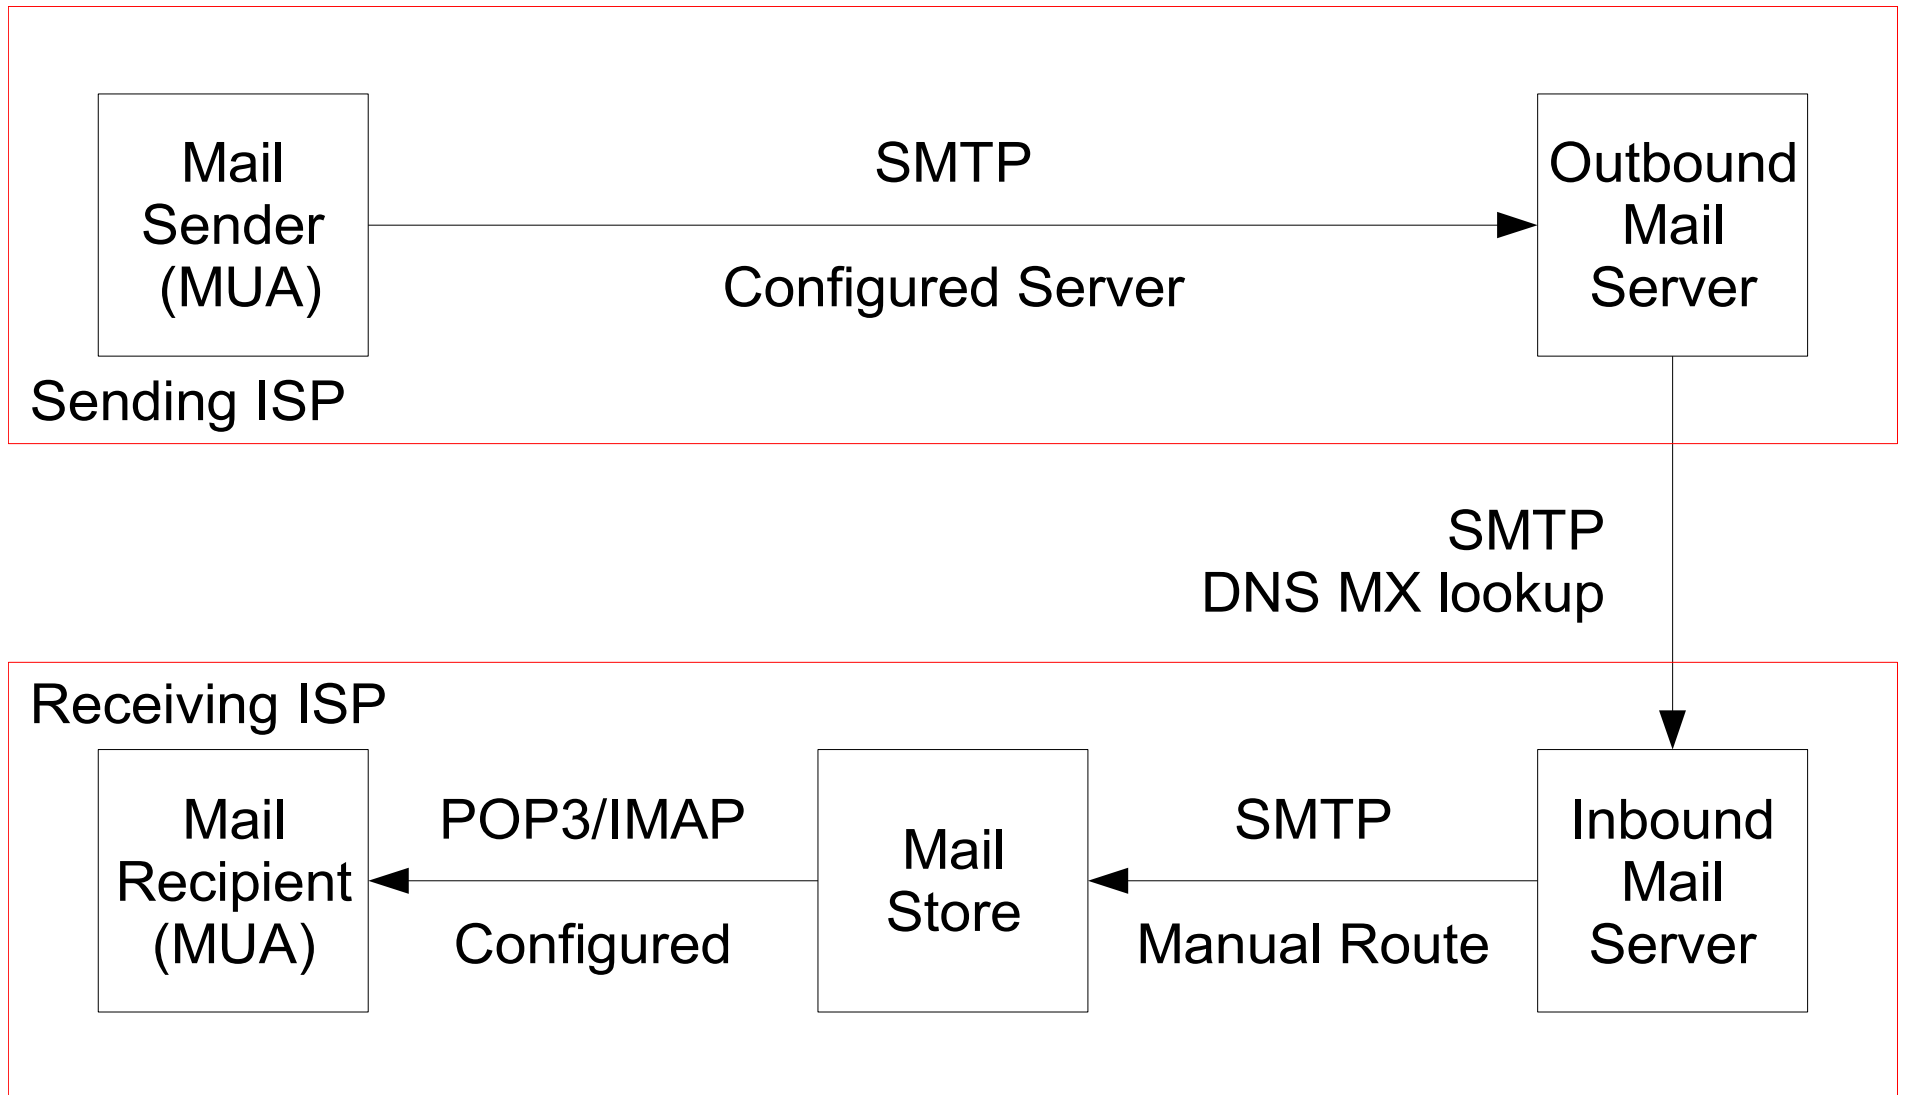 Mail
Sender
(MUA)
SMTP
Configured Server
Outbound
Mail
Server
Sending ISP
SMTP
DNS MX lookup
Receiving ISP
Mail
Recipient
(MUA)
POP3/IMAP
Configured
Mail
Store
SMTP
Manual Route
Inbound
Mail
Server